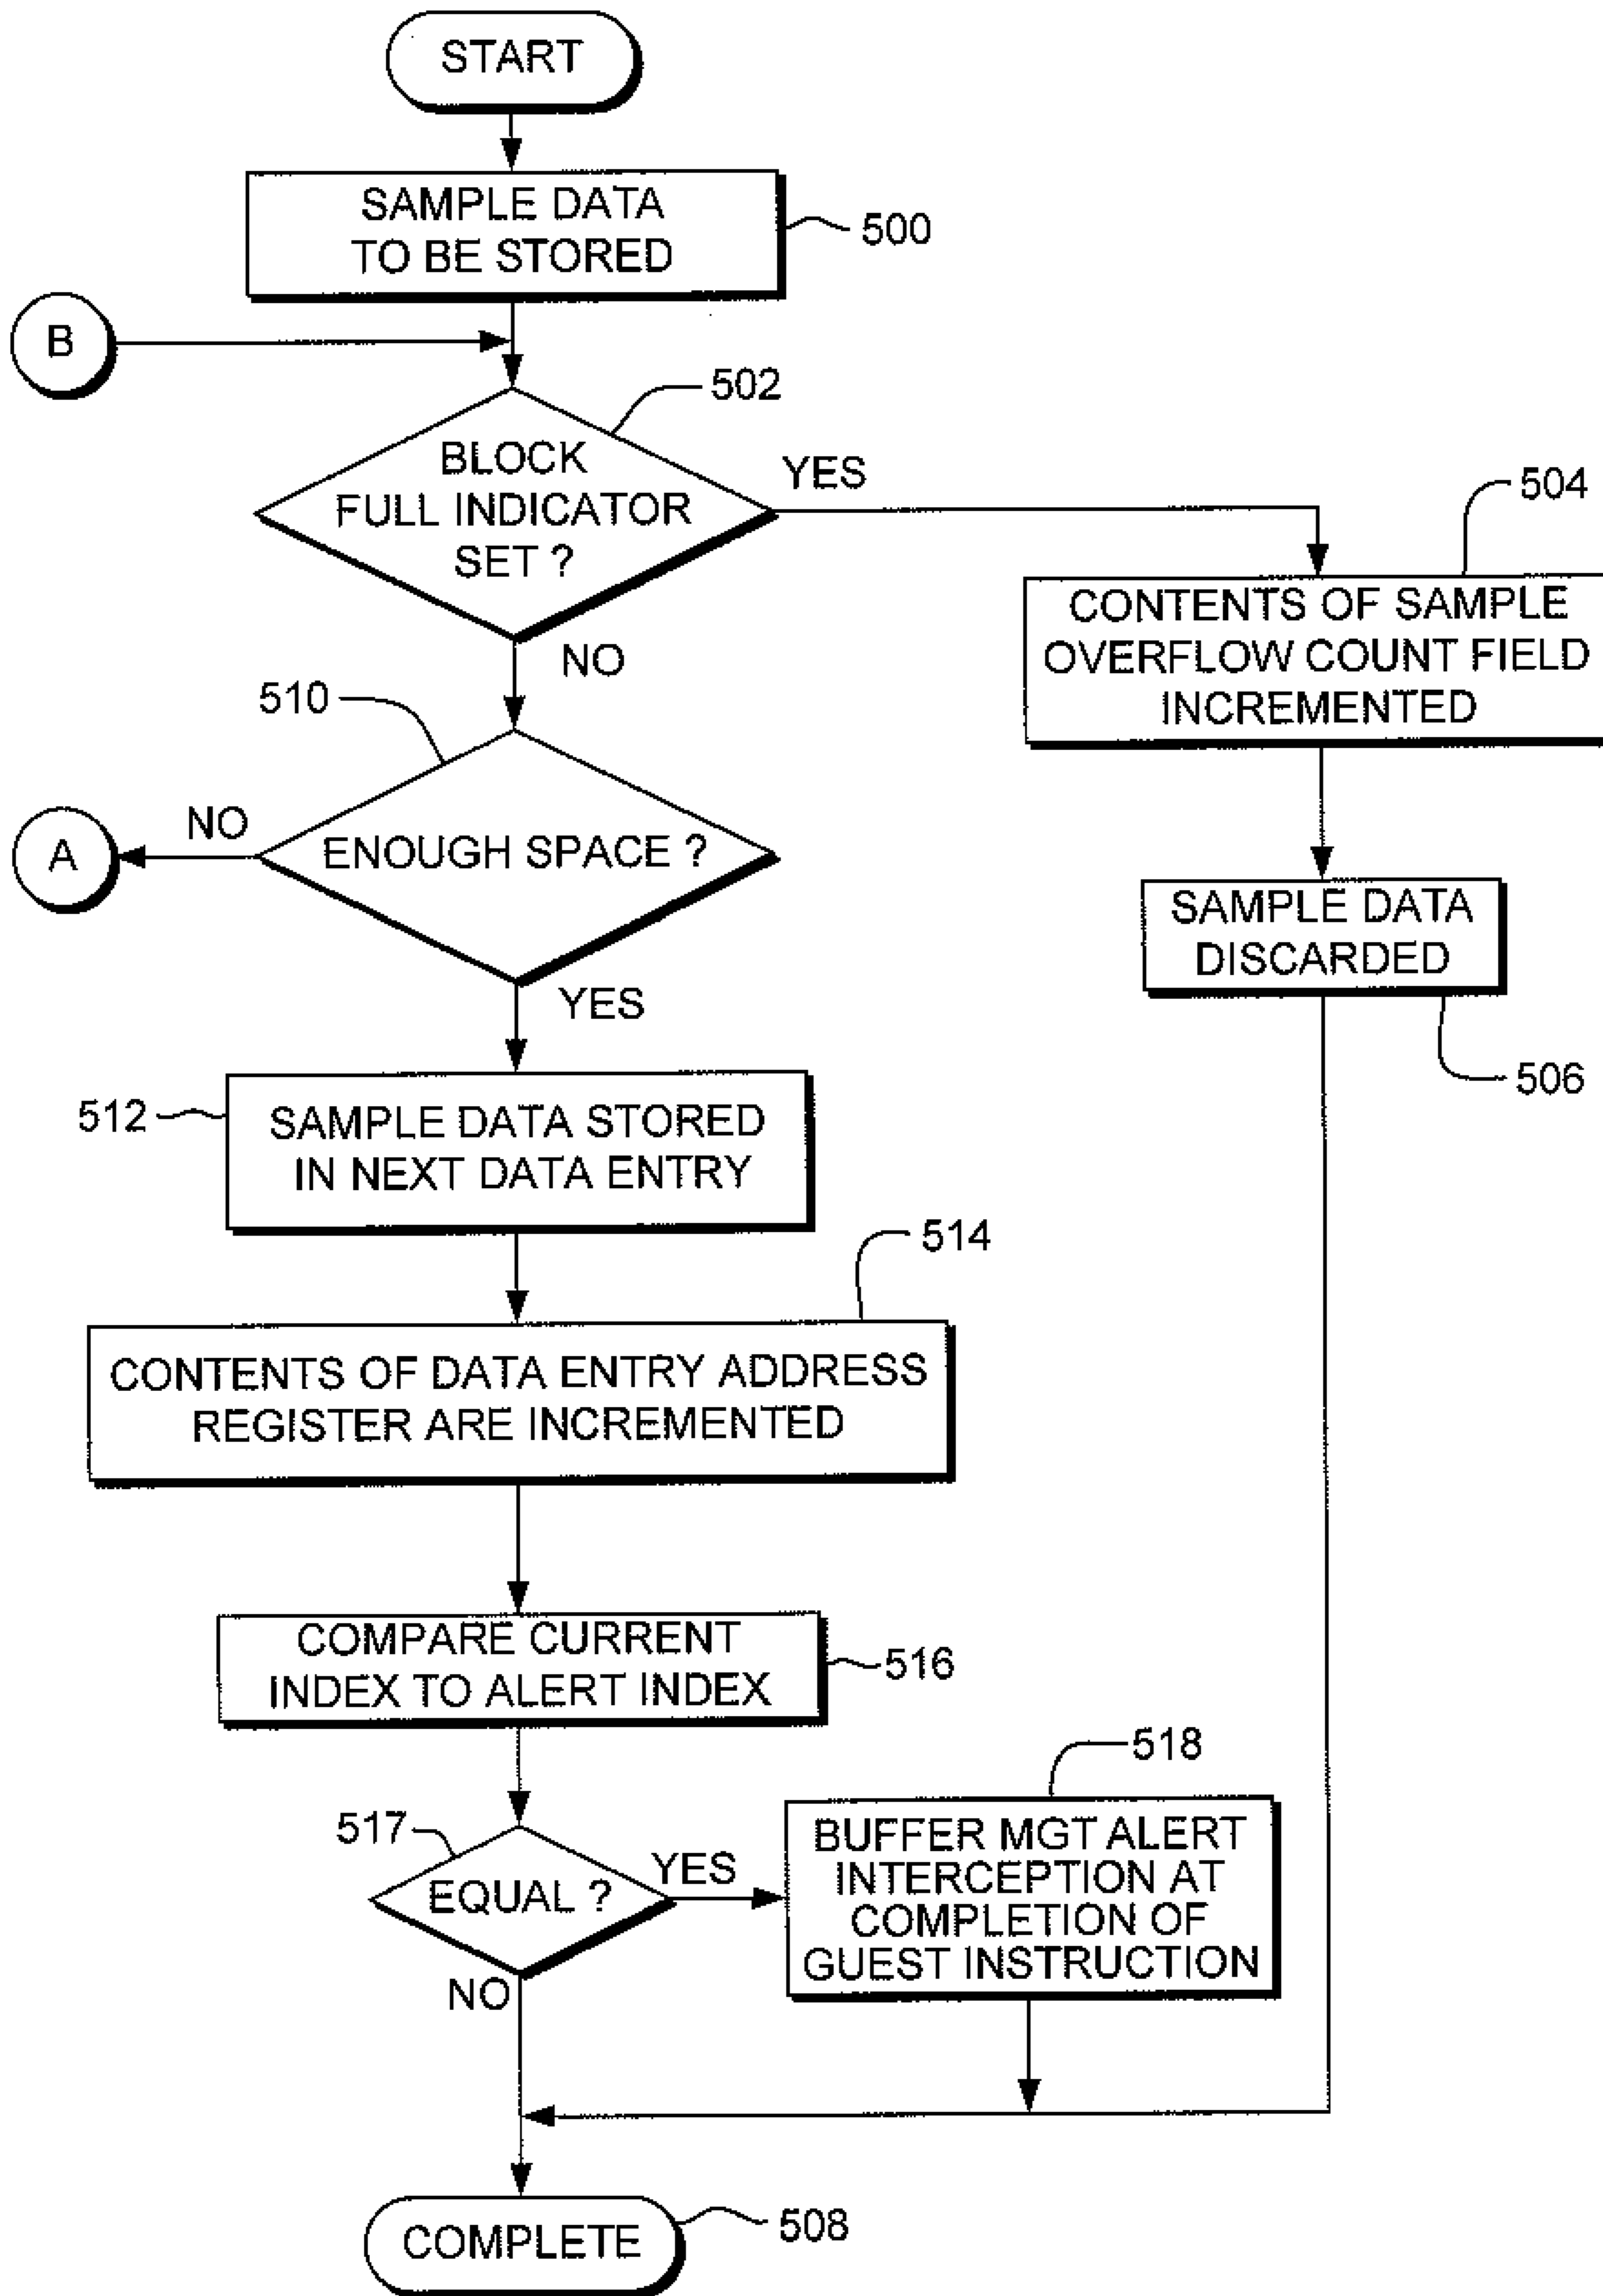 START
SAMPLE DATA
TO BE STORED
500
B
502
BLOCK
FULL INDICATOR
SET ?
YES
504
CONTENTS OF SAMPLE
OVERFLOW COUNT FIELD
INCREMENTED
NO
510
A
NO
ENOUGH SPACE ?
SAMPLE DATA
DISCARDED
506
YES
512
SAMPLE DATA STORED
IN NEXT DATA ENTRY
514
CONTENTS OF DATA ENTRY ADDRESS
REGISTER ARE INCREMENTED
COMPARE CURRENT
INDEX TO ALERT INDEX
516
517
EQUAL ?
YES
518
BUFFER MGT ALERT
INTERCEPTION AT
COMPLETION OF
GUEST INSTRUCTION
NO
COMPLETE
508